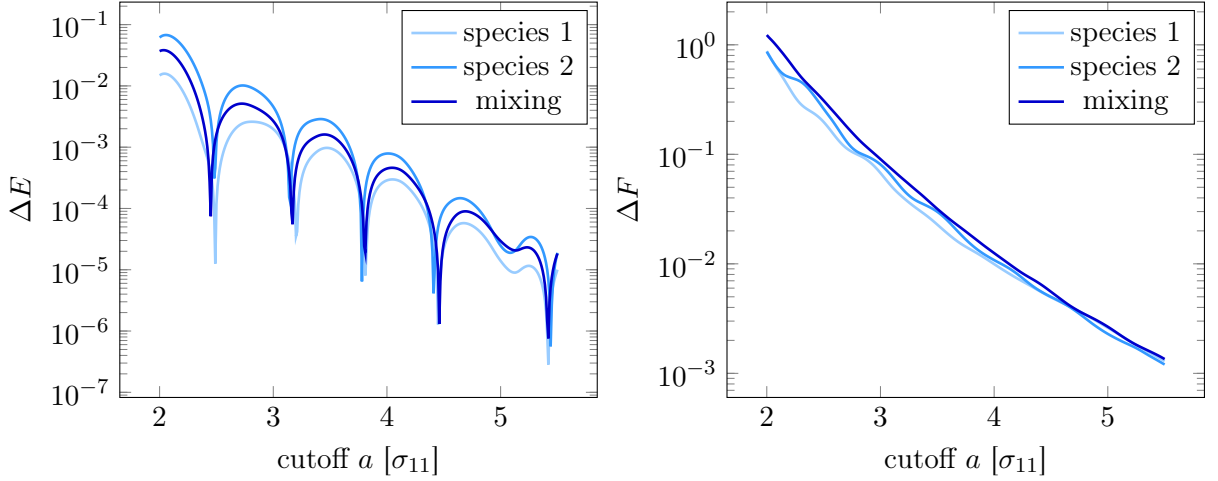 10⁻¹
10⁻²
10⁻³
10⁻⁴
10⁻⁵
10⁻⁶
10⁻⁷
ΔE
2 3 4 5
cutoff a [σ₁₁]
species 1
species 2
mixing
10⁰
10⁻¹
10⁻²
10⁻³
ΔF
2 3 4 5
cutoff a [σ₁₁]
species 1
species 2
mixing